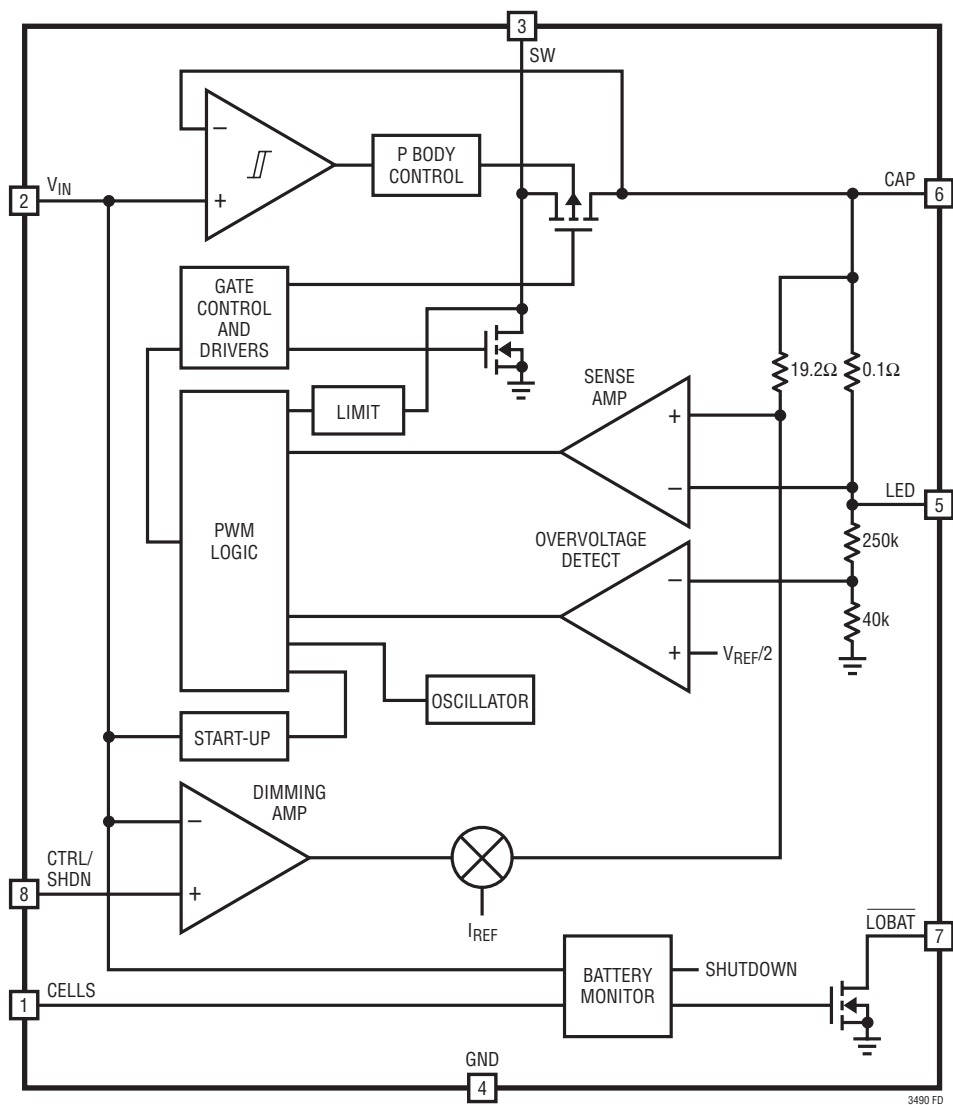 3
SW
−
+
P BODY
CONTROL
2
VIN
CAP
6
GATE
CONTROL
AND
DRIVERS
19.2Ω
0.1Ω
LIMIT
SENSE
AMP
+
−
LED
5
PWM
LOGIC
OVERVOLTAGE
DETECT
−
+
VREF/2
250k
40k
OSCILLATOR
START-UP
DIMMING
AMP
−
+
CTRL/
SHDN
8
IREF
LOBAT
7
BATTERY
MONITOR
SHUTDOWN
1
CELLS
GND
4
3490 FD